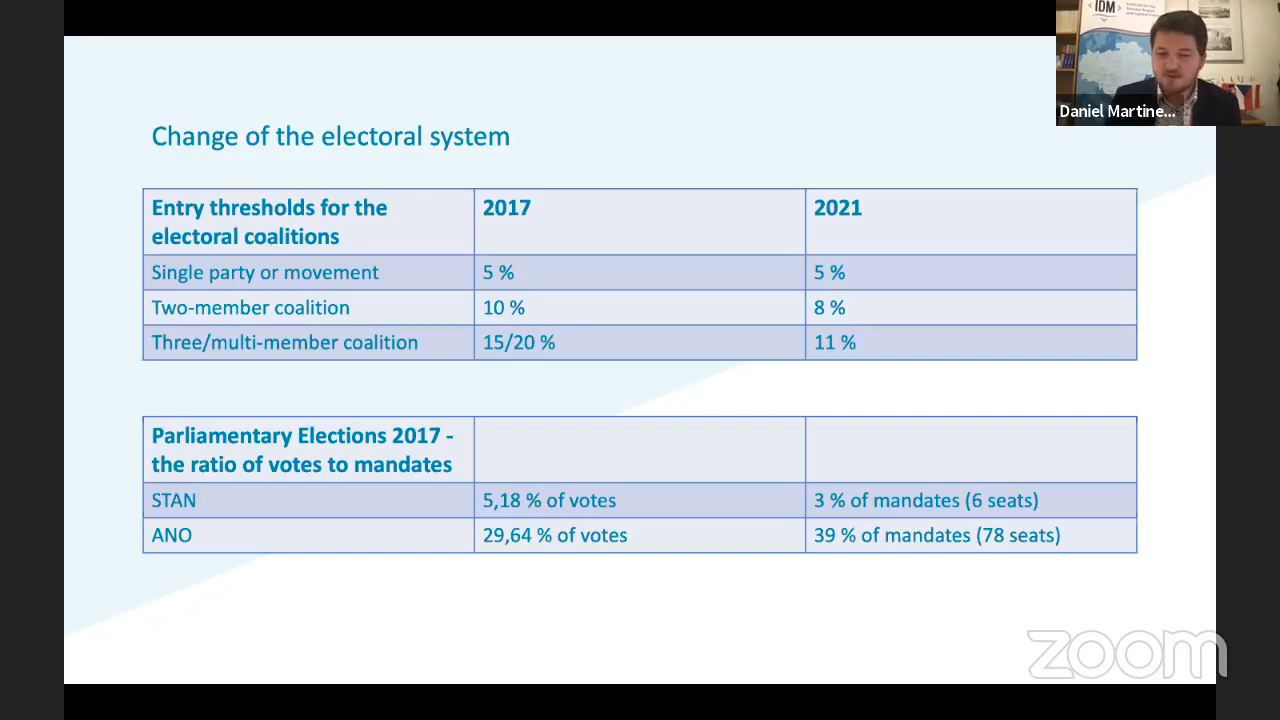 IDM
Daniel Martine...
Change of the electoral system
Entry thresholds for the
electoral coalitions
2017
2021
Single party or movement
5 %
5 %
Two-member coalition
10 %
8 %
Three/multi-member coalition
15/20 %
11 %
Parliamentary Elections 2017 -
the ratio of votes to mandates
STAN
5,18 % of votes
3 % of mandates (6 seats)
ANO
29,64 % of votes
39 % of mandates (78 seats)
zoom